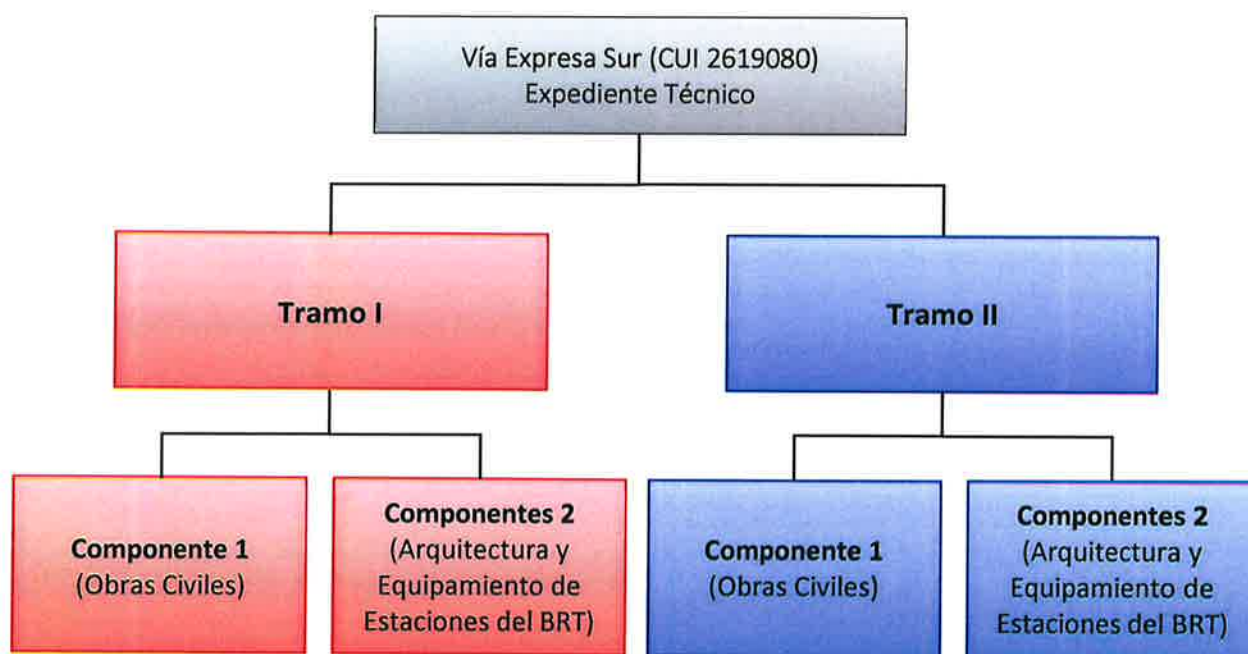 Vía Expresa Sur (CUI 2619080)
Expediente Técnico
Tramo I
Tramo II
Componente 1
(Obras Civiles)
Componentes 2
(Arquitectura y
Equipamiento de
Estaciones del BRT)
Componente 1
(Obras Civiles)
Componentes 2
(Arquitectura y
Equipamiento de
Estaciones del BRT)